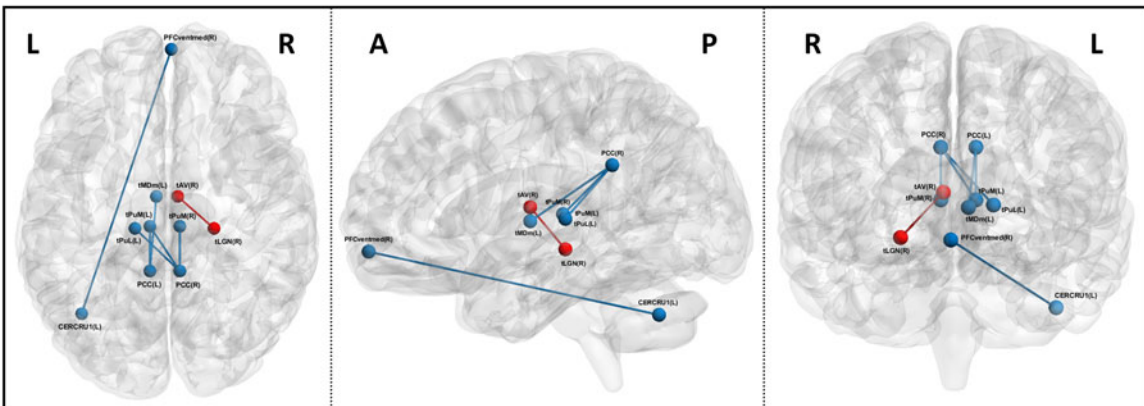 L
R
PFCventmed(R)
tMDm(L)
tAV(R)
tPuM(L)
tPuM(R)
tPuL(L)
tLGN(R)
PCC(L)
PCC(R)
CERCRU1(L)
A
P
PCC(R)
tAV(R)
tPuM(R)
tPuM(L)
tMDm(L)
tPuL(L)
PFCventmed(R)
tLGN(R)
CERCRU1(L)
R
L
PCC(R)
PCC(L)
tAV(R)
tPuM(L)
tPuM(R)
tPuL(L)
tMDm(L)
tLGN(R)
PFCventmed(R)
CERCRU1(L)